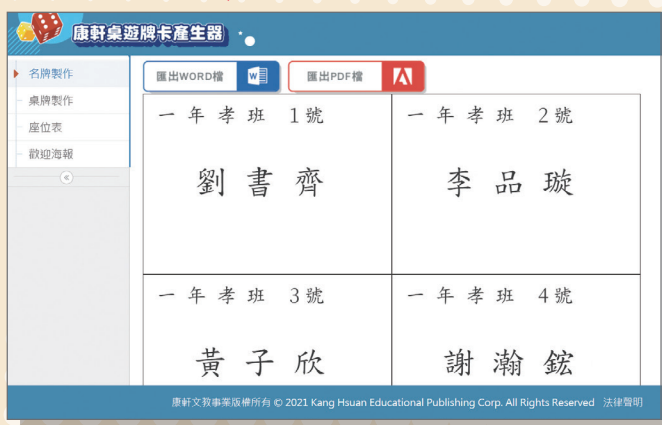 康軒桌遊牌卡產生器
名牌製作
桌牌製作
座位表
歡迎海報
匯出WORD檔 匯出PDF檔
一年孝班 1號
劉書齊
一年孝班 2號
李品璇
一年孝班 3號
黃子欣
一年孝班 4號
謝瀚鋐
康軒文教事業版權所有 © 2021 Kang Hsuan Educational Publishing Corp. All Rights Reserved 法律聲明